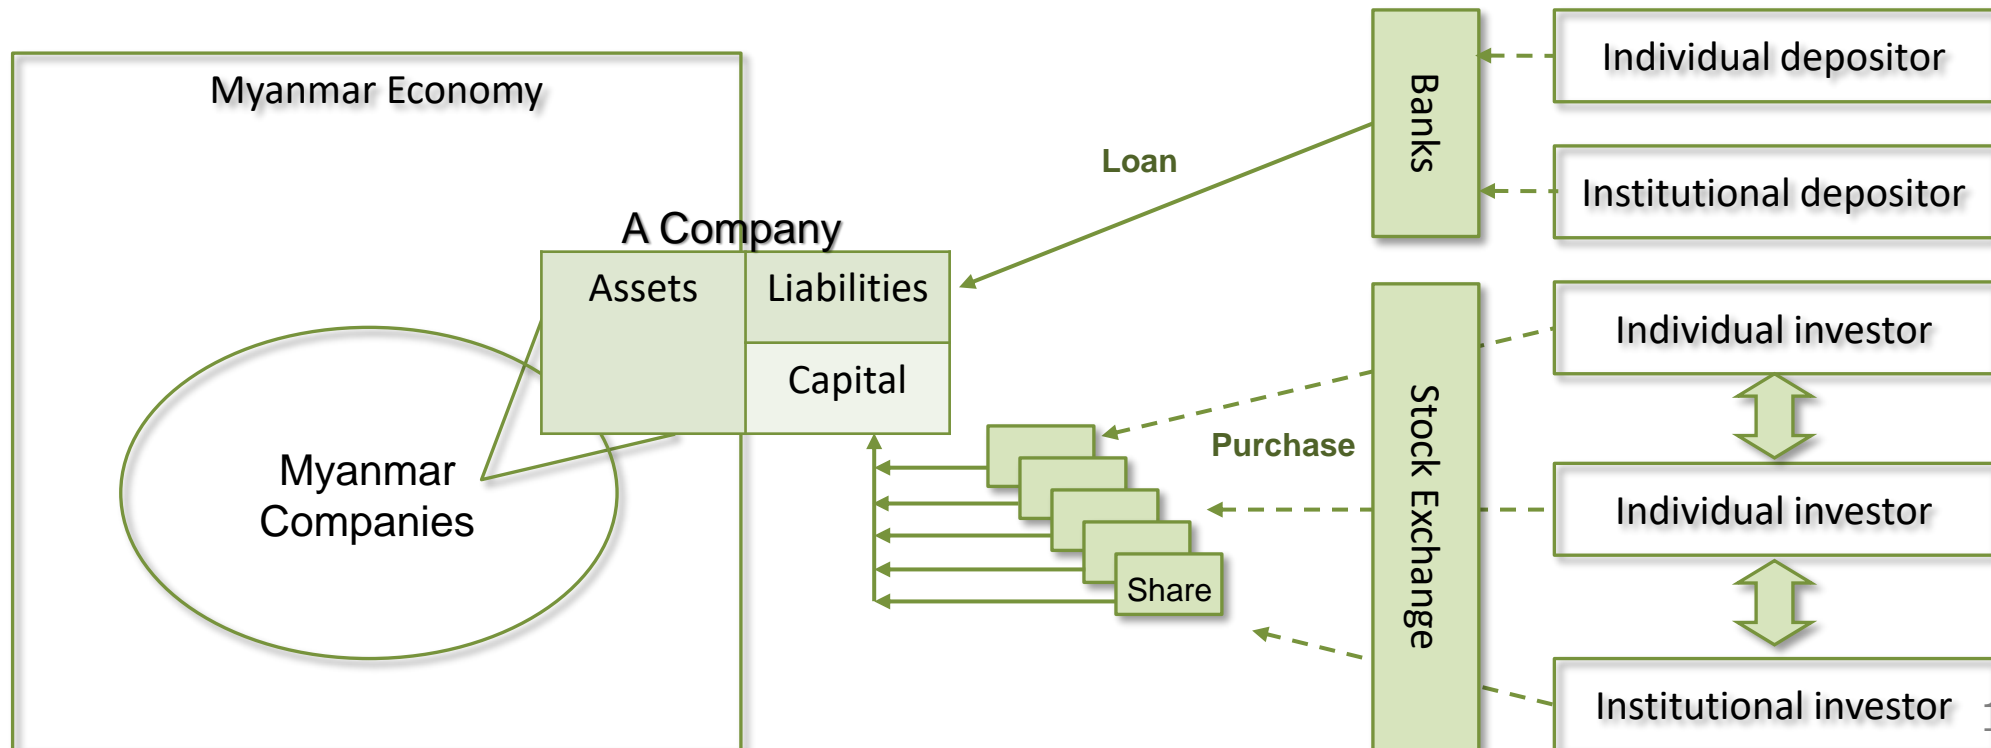 Myanmar Economy
A Company
Assets
Liabilities
Capital
Myanmar
Companies
Loan
Purchase
Share
Banks
Stock Exchange
Individual depositor
Institutional depositor
Individual investor
Individual investor
Institutional investor
1